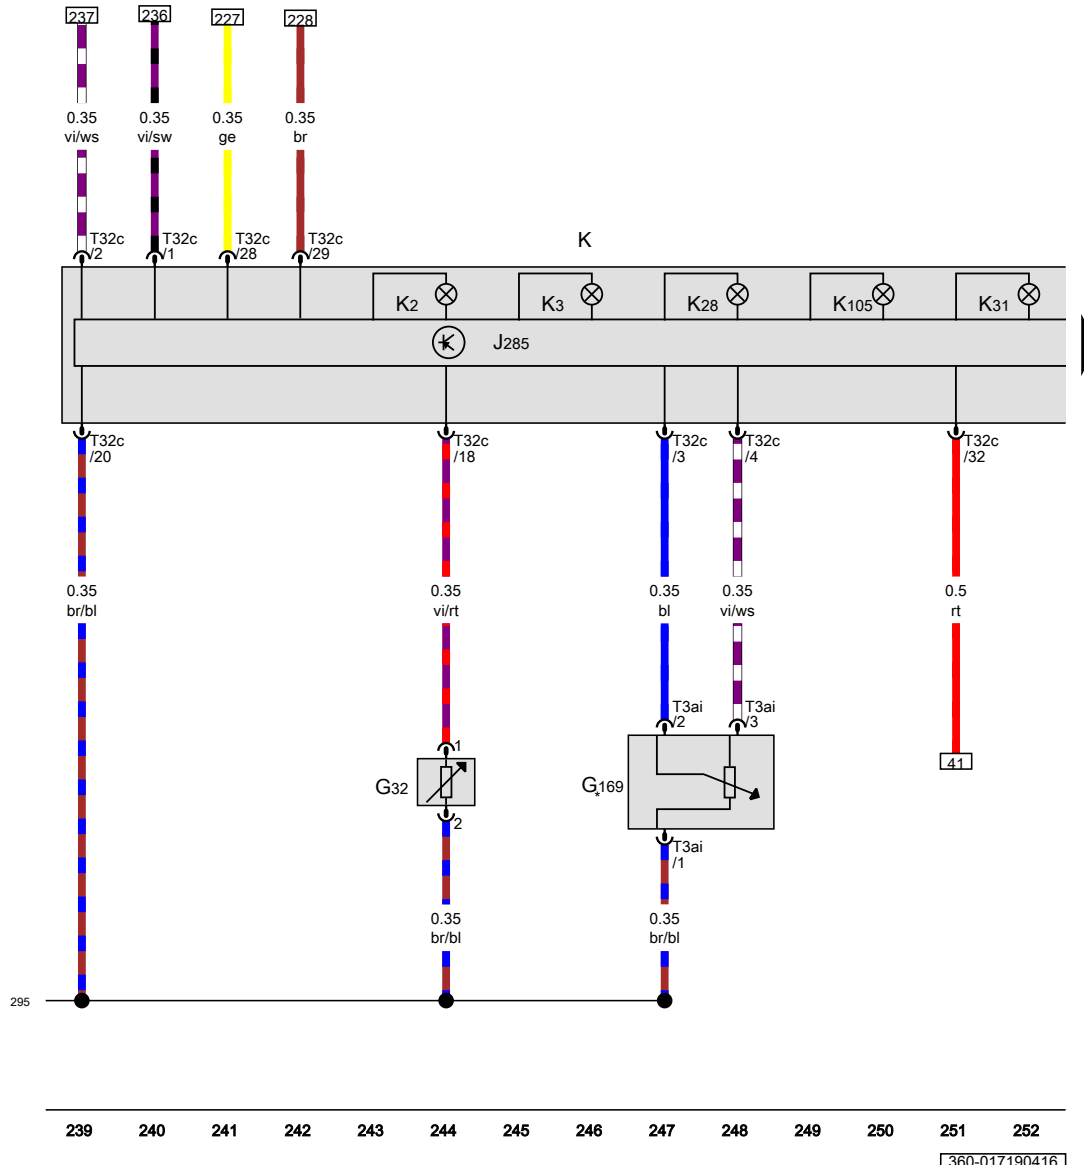 237 236 227 228
0.35 0.35 0.35 0.35
vi/ws vi/sw ge br
T32c T32c T32c T32c
/2 /1 /28 /29
K
K2 K3 K28 K105 K31
J285
T32c T32c T32c T32c T32c
/20 /18 /3 /4 /32
0.35 0.35 0.35 0.35 0.5
br/bl vi/rt bl vi/ws rt
T3ai T3ai
/2 /3
1
41
G32 G*169
2
T3ai
/1
0.35 0.35
br/bl br/bl
295
239 240 241 242 243 244 245 246 247 248 249 250 251 252
360-017190416